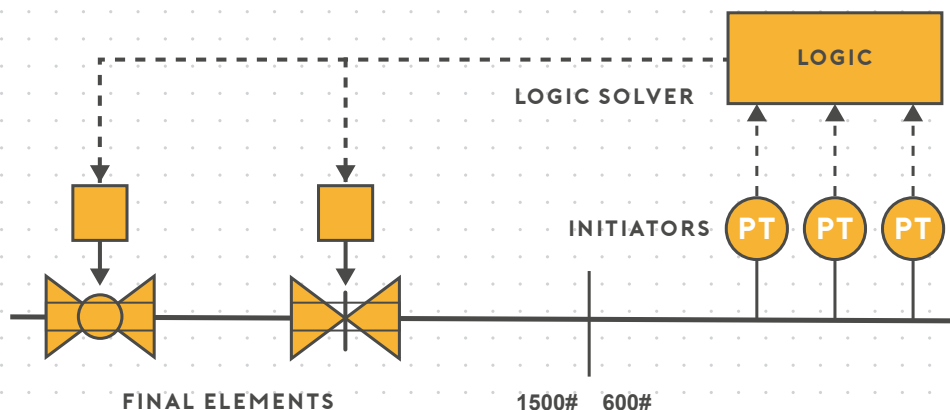 LOGIC
LOGIC SOLVER
INITIATORS PT PT PT
FINAL ELEMENTS 1500# 600#